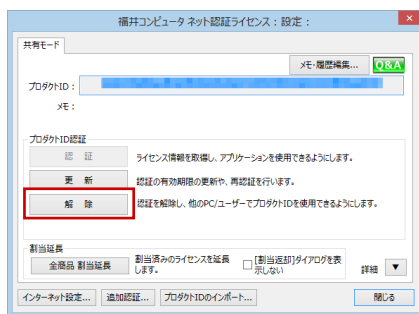 福井コンピュータ ネット認証ライセンス：設定：
共有モード
メモ・履歴編集...
Q&A
プロダクトID：
メモ：
プロダクトID認証
認 証
ライセンス情報を取得し、アプリケーションを使用できるようにします。
更 新
認証の有効期限の更新や、再認証を行います。
解 除
認証を解除し、他のPC/ユーザーでプロダクトIDを使用できるようにします。
割当延長
全商品 割当延長
割当済みのライセンスを延長
します。
[割当返却]ダイアログを表
示しない
詳細 ▼
インターネット設定...
追加認証...
プロダクトIDのインポート...
閉じる